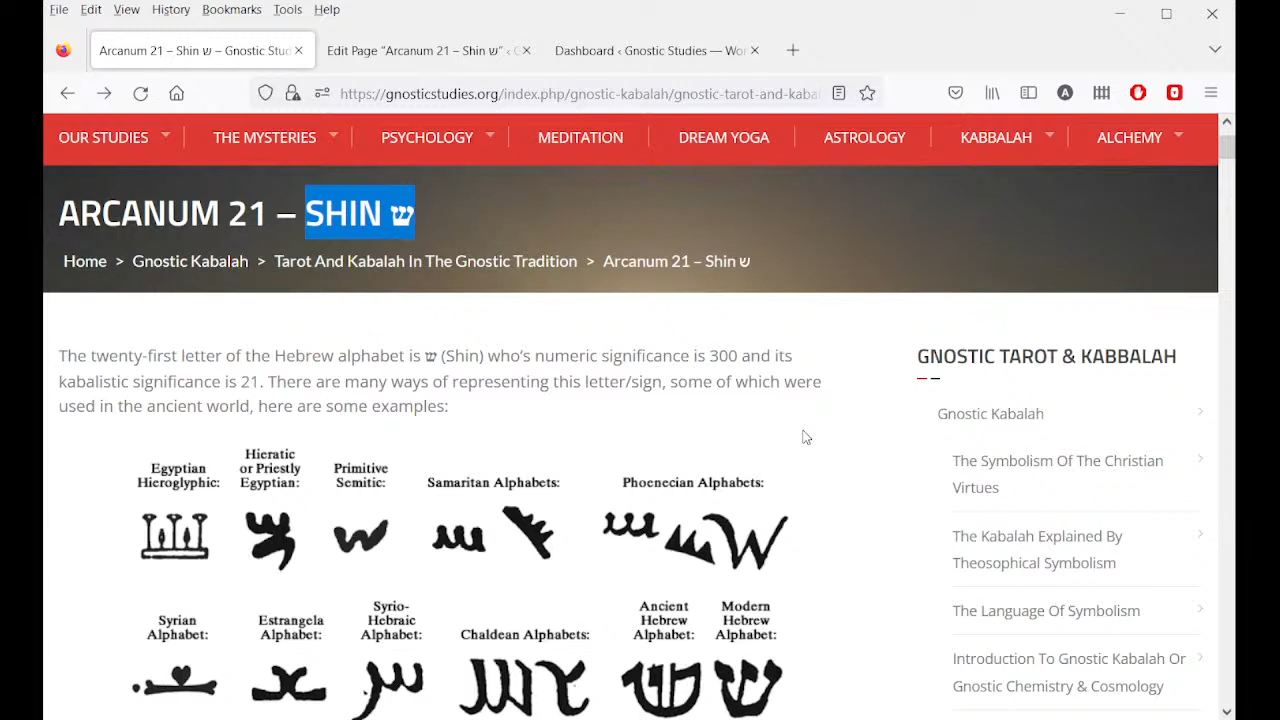 File Edit View History Bookmarks Tools Help
Arcanum 21 – Shin ש – Gnostic Stud
Edit Page “Arcanum 21 – Shin ש” ‹ G
Dashboard ‹ Gnostic Studies — Wor
https://gnosticstudies.org/index.php/gnostic-kabalah/gnostic-tarot-and-kabal
OUR STUDIES THE MYSTERIES PSYCHOLOGY MEDITATION DREAM YOGA ASTROLOGY KABBALAH ALCHEMY
ARCANUM 21 – SHIN ש
Home > Gnostic Kabalah > Tarot And Kabalah In The Gnostic Tradition > Arcanum 21 – Shin ש
The twenty-first letter of the Hebrew alphabet is ש (Shin) who’s numeric significance is 300 and its
kabalistic significance is 21. There are many ways of representing this letter/sign, some of which were
used in the ancient world, here are some examples:
Egyptian
Hieroglyphic:
Hieratic
or Priestly
Egyptian:
Primitive
Semitic:
Samaritan Alphabets:
Phoenecian Alphabets:
Syrian
Alphabet:
Estrangela
Alphabet:
Syrio-
Hebraic
Alphabet:
Chaldean Alphabets:
Ancient
Hebrew
Alphabet:
Modern
Hebrew
Alphabet:
ש
GNOSTIC TAROT & KABBALAH
Gnostic Kabalah
The Symbolism Of The Christian
Virtues
The Kabalah Explained By
Theosophical Symbolism
The Language Of Symbolism
Introduction To Gnostic Kabalah Or
Gnostic Chemistry & Cosmology